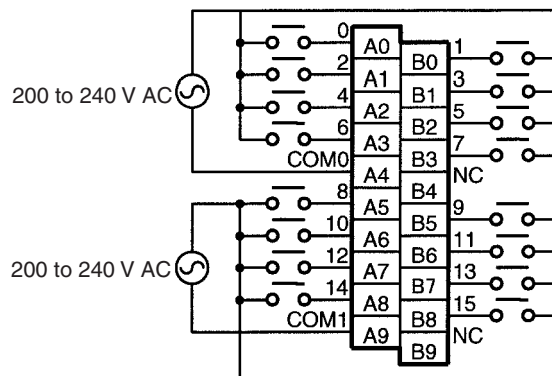 0 A0 B0 1
2 A1 B1 3
200 to 240 V AC
4 A2 B2 5
6 A3 B3 7
COM0 A4 NC
8 A5 B4
10 A6 B5 9
200 to 240 V AC
12 A7 B6 11
14 A8 B7 13
COM1 A9 B8 15
B9 NC